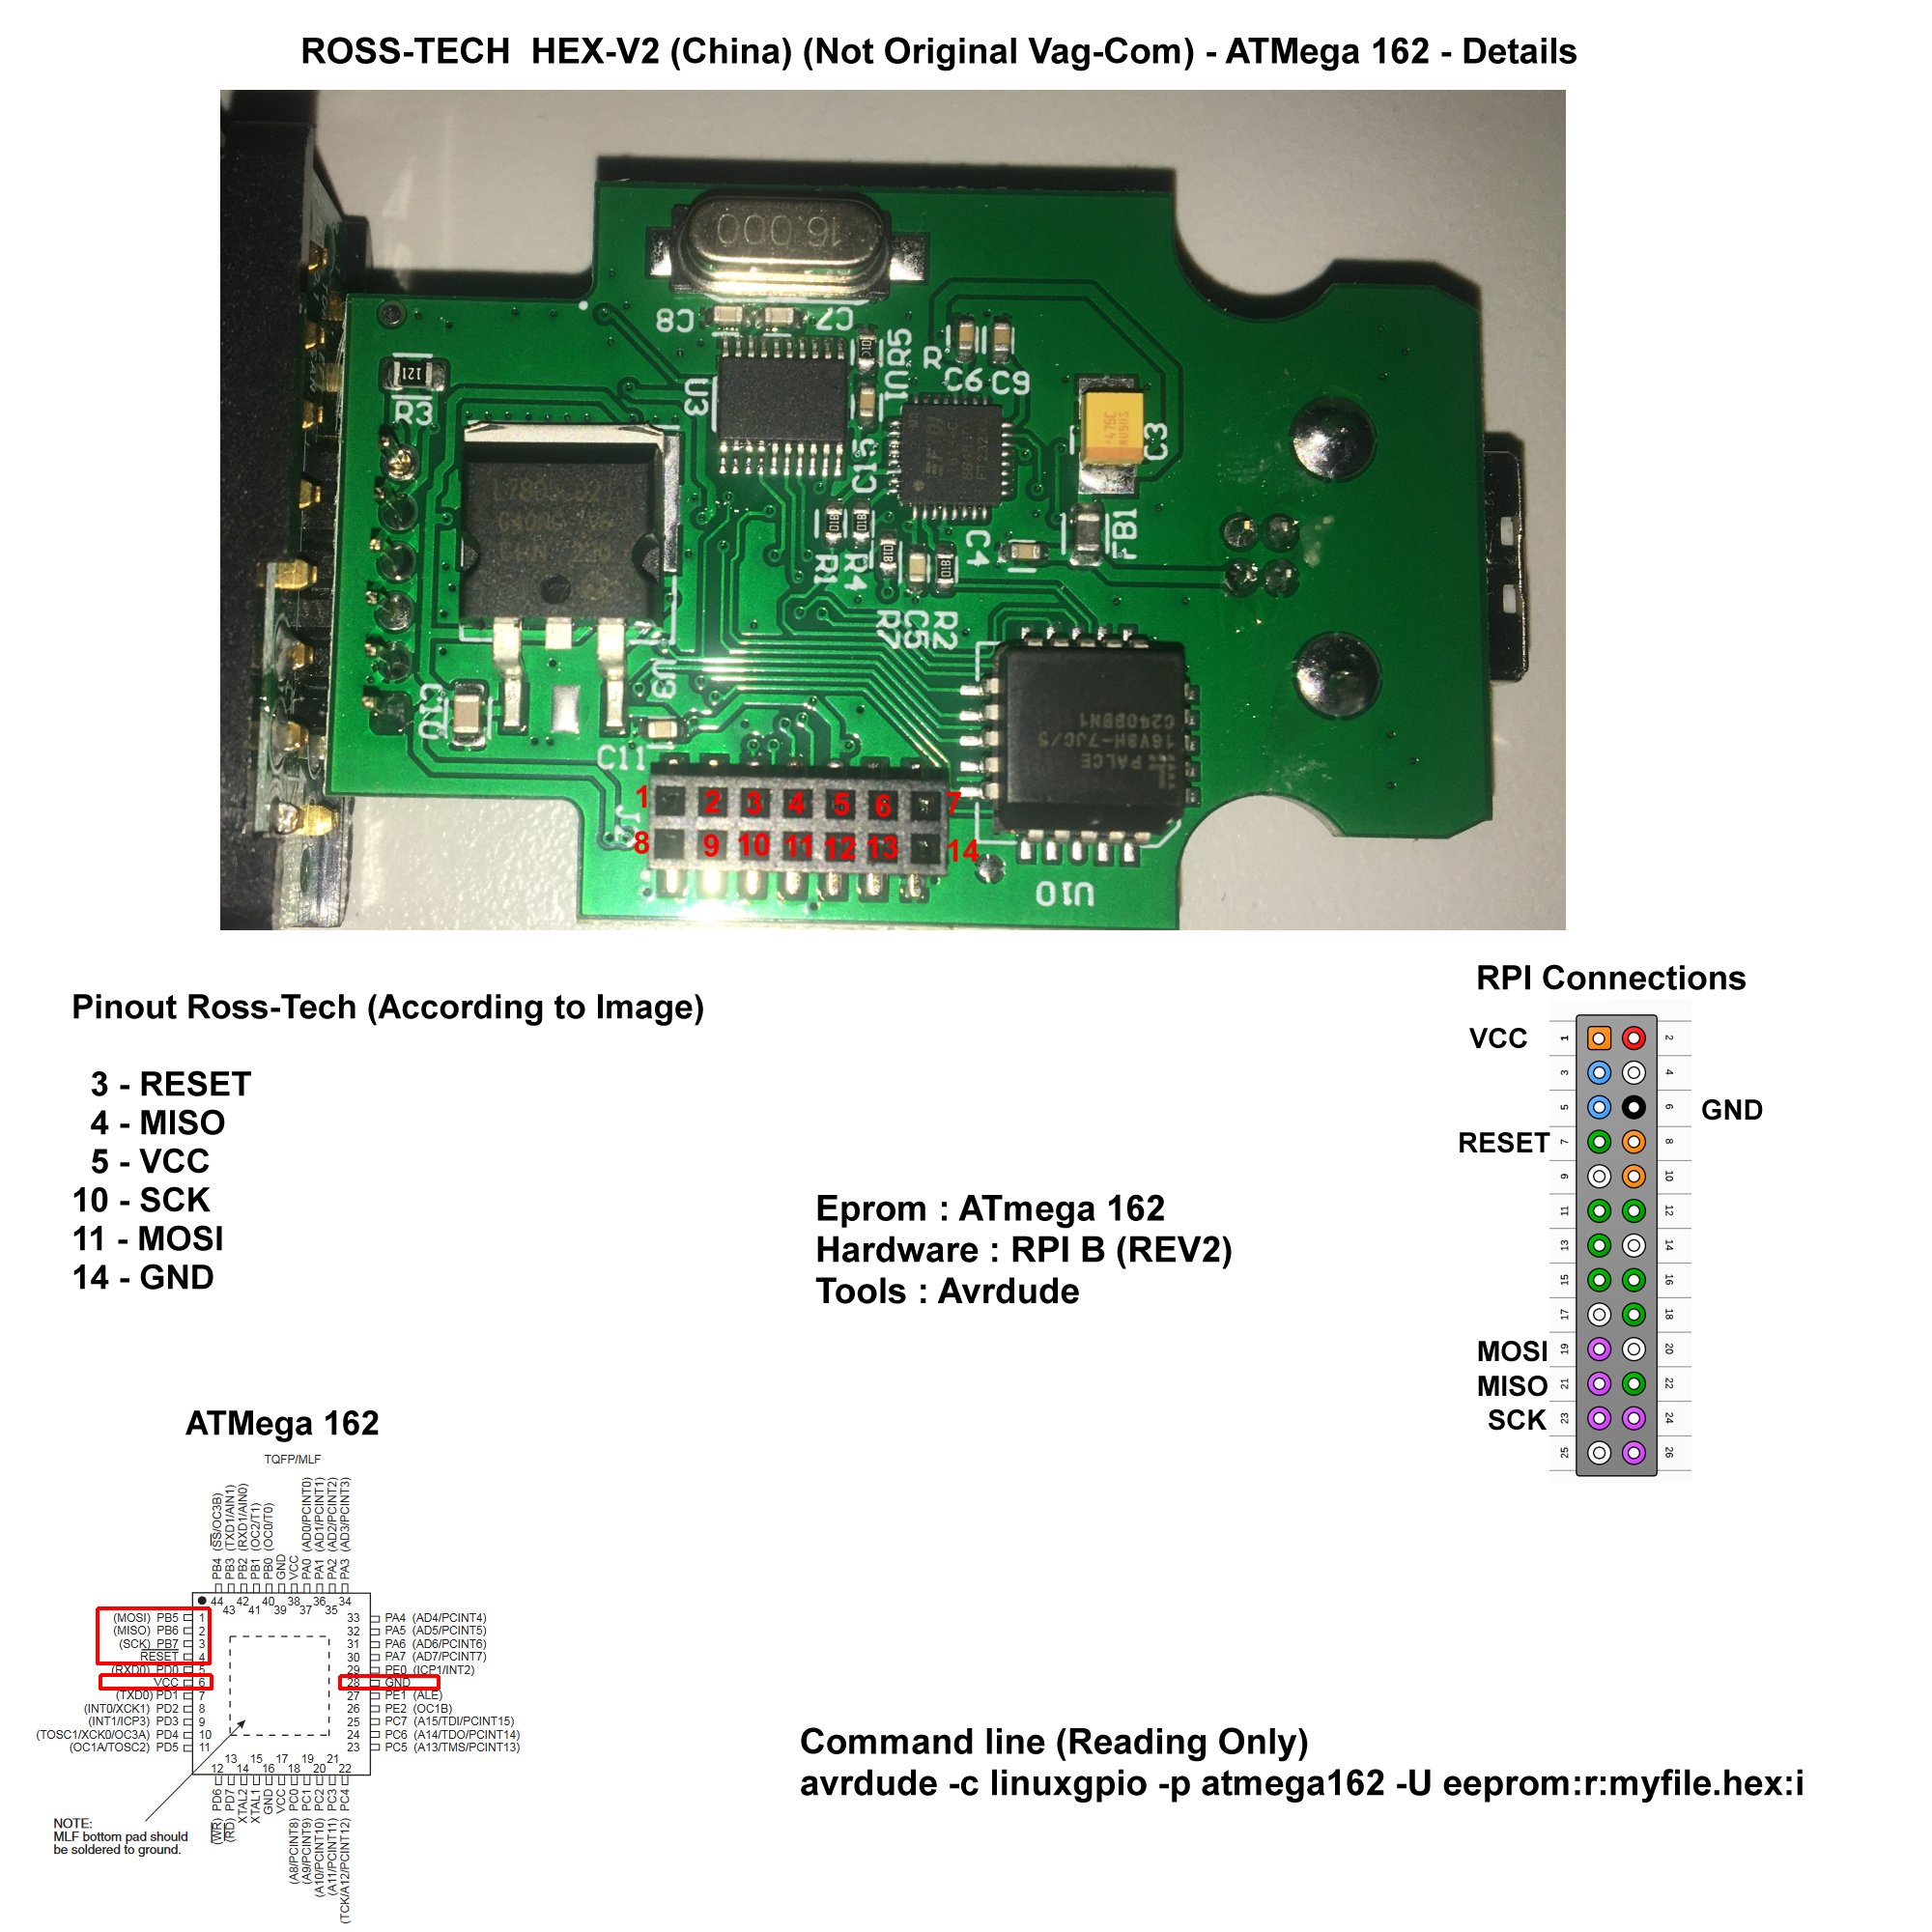 ROSS-TECH  HEX-V2 (China) (Not Original Vag-Com) - ATMega 162 - Details
16.000
C8
C7
R
C6 C9
U3
UR5
121
R3
C15
475C
C3
FB1
C4
01B
01B
01B
01B
R1
R4
R7
C5
R2
U9
C10
C11
J1
PALCE
16V8H-7JC/5
C240BBN1
U10
1 2 3 4 5 6 7
8 9 10 11 12 13 14
Pinout Ross-Tech (According to Image)
3 - RESET
4 - MISO
5 - VCC
10 - SCK
11 - MOSI
14 - GND
Eprom : ATmega 162
Hardware : RPI B (REV2)
Tools : Avrdude
RPI Connections
VCC 1 2
3 4
5 6 GND
RESET 7 8
9 10
11 12
13 14
15 16
17 18
MOSI 19 20
MISO 21 22
SCK 23 24
25 26
ATMega 162
TQFP/MLF
PB4 (SS/OC3B)
PB3 (TXD1/AIN1)
PB2 (RXD1/AIN0)
PB1 (OC2/T1)
PB0 (OC0/T0)
GND
VCC
PA0 (AD0/PCINT0)
PA1 (AD1/PCINT1)
PA2 (AD2/PCINT2)
PA3 (AD3/PCINT3)
44 42 40 38 36 34
43 41 39 37 35
(MOSI) PB5 1
(MISO) PB6 2
(SCK) PB7 3
RESET 4
(RXD0) PD0 5
VCC 6
(TXD0) PD1 7
(INT0/XCK1) PD2 8
(INT1/ICP3) PD3 9
(TOSC1/XCK0/OC3A) PD4 10
(OC1A/TOSC2) PD5 11
33 PA4 (AD4/PCINT4)
32 PA5 (AD5/PCINT5)
31 PA6 (AD6/PCINT6)
30 PA7 (AD7/PCINT7)
29 PE0 (ICP1/INT2)
28 GND
27 PE1 (ALE)
26 PE2 (OC1B)
25 PC7 (A15/TDI/PCINT15)
24 PC6 (A14/TDO/PCINT14)
23 PC5 (A13/TMS/PCINT13)
13 15 17 19 21
12 14 16 18 20 22
(WR) PD6
(RD) PD7
XTAL2
XTAL1
GND
VCC
(A8/PCINT8) PC0
(A9/PCINT9) PC1
(A10/PCINT10) PC2
(A11/PCINT11) PC3
(TCK/A12/PCINT12) PC4
NOTE:
MLF bottom pad should
be soldered to ground.
Command line (Reading Only)
avrdude -c linuxgpio -p atmega162 -U eeprom:r:myfile.hex:i